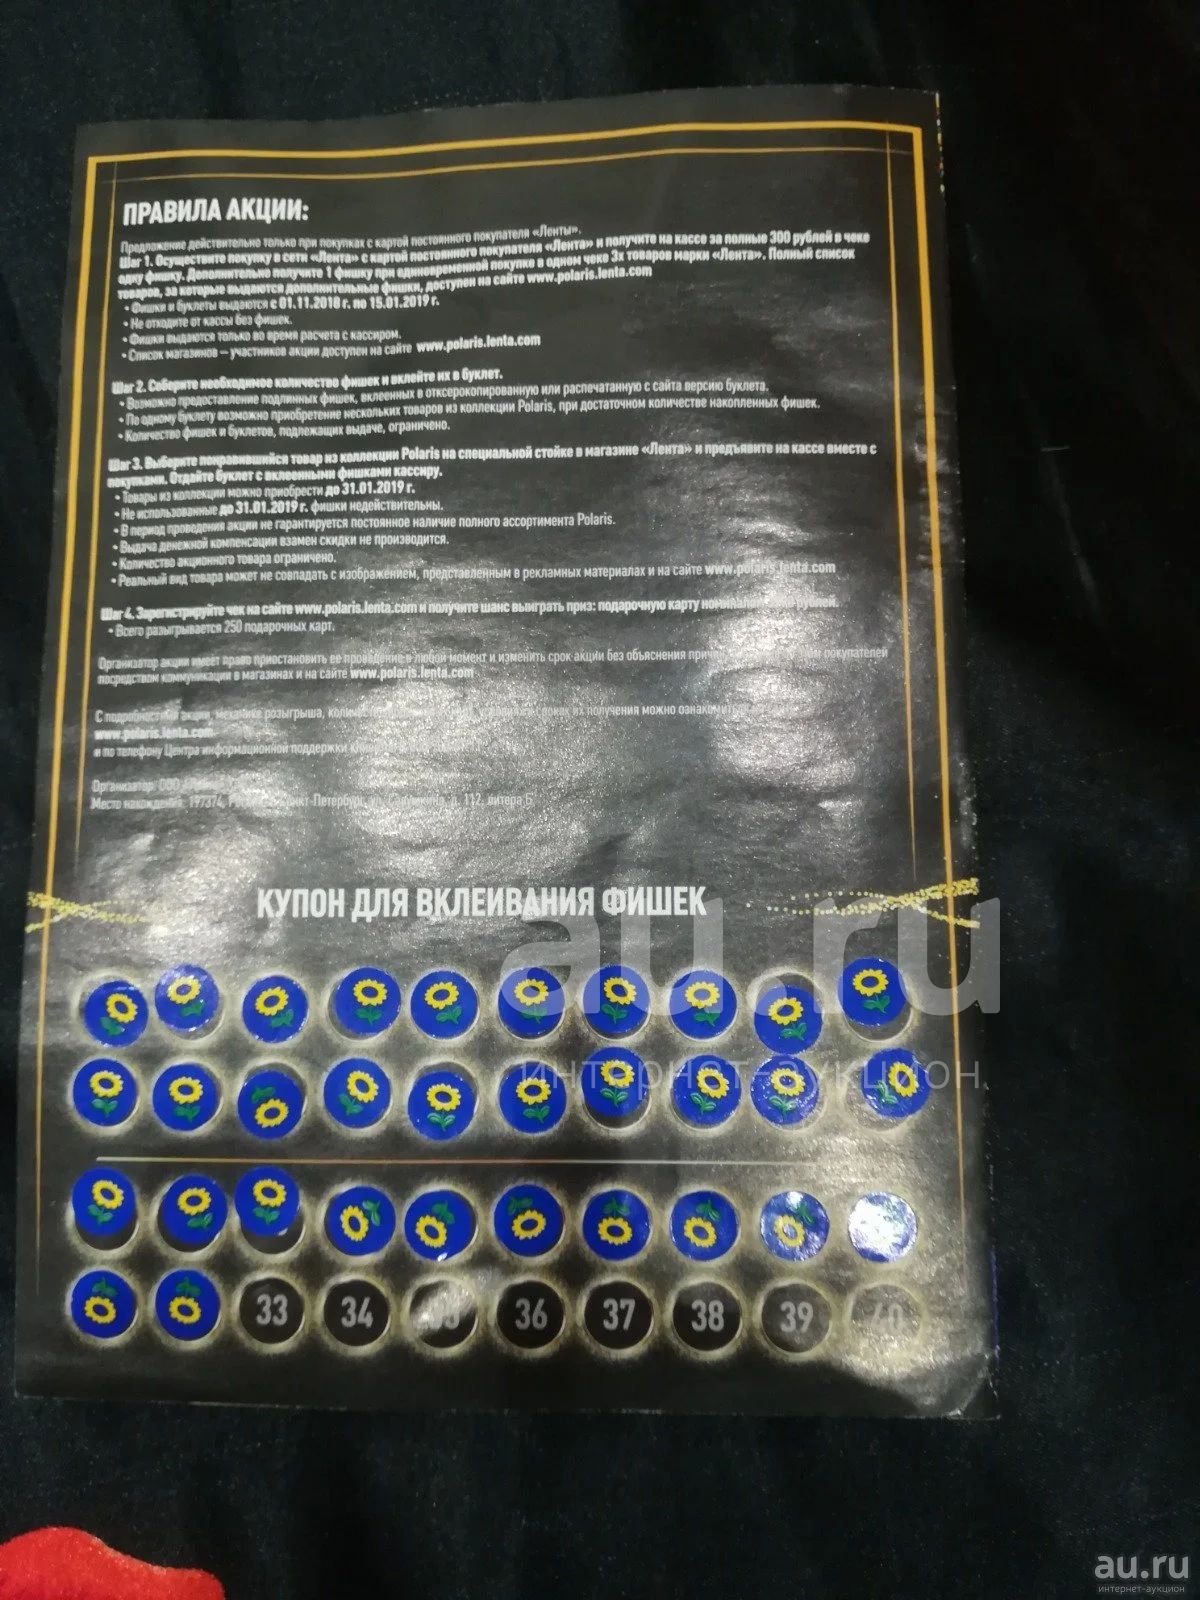 ПРАВИЛА АКЦИИ:
Предложение действительно только при покупках с картой постоянного покупателя «Ленты».
Шаг 1. Осуществите покупку в сети «Лента» с картой постоянного покупателя «Лента» и получите на кассе за полные 300 рублей в чеке
одну фишку. Дополнительно получите 1 фишку при единовременной покупке в одном чеке 3х товаров марки «Лента». Полный список
товаров, за которые выдаются дополнительные фишки, доступен на сайте www.polaris.lenta.com
• Фишки и буклеты выдаются с 01.11.2018 г. по 15.01.2019 г.
• Не отходите от кассы без фишек.
• Фишки выдаются только во время расчета с кассиром.
• Список магазинов – участников акции доступен на сайте www.polaris.lenta.com
Шаг 2. Соберите необходимое количество фишек и вклейте их в буклет.
• Возможно предоставление подлинных фишек, вклеенных в отксерокопированную или распечатанную с сайта версию буклета.
• По одному буклету возможно приобретение нескольких товаров из коллекции Polaris, при достаточном количестве накопленных фишек.
• Количество фишек и буклетов, подлежащих выдаче, ограничено.
Шаг 3. Выберите понравившийся товар из коллекции Polaris на специальной стойке в магазине «Лента» и предъявите на кассе вместе с
покупками. Отдайте буклет с вклеенными фишками кассиру.
• Товары из коллекции можно приобрести до 31.01.2019 г.
• Не использованные до 31.01.2019 г. фишки недействительны.
• В период проведения акции не гарантируется постоянное наличие полного ассортимента Polaris.
• Выдача денежной компенсации взамен скидки не производится.
• Количество акционного товара ограничено.
• Реальный вид товара может не совпадать с изображением, представленным в рекламных материалах и на сайте www.polaris.lenta.com
Шаг 4. Зарегистрируйте чек на сайте www.polaris.lenta.com и получите шанс выиграть приз: подарочную карту рублей.
• Всего разыгрывается 250 подарочных карт.
Организатор акции имеет право приостановить ее проведение в любой момент и изменить срок акции без объяснения покупателей
посредством коммуникации в магазинах и на сайте www.polaris.lenta.com
С подробностями акции, механике розыгрыша, их получения можно ознакомиться
www.polaris.lenta.com
и по телефону Центра информационной поддержки
Организатор: ООО
Место нахождения: 197374, Санкт-Петербург, 112, литера Б
КУПОН ДЛЯ ВКЛЕИВАНИЯ ФИШЕК
au.ru
интернет-аукцион
33 34 36 37 38 39 40
au.ru
интернет-аукцион